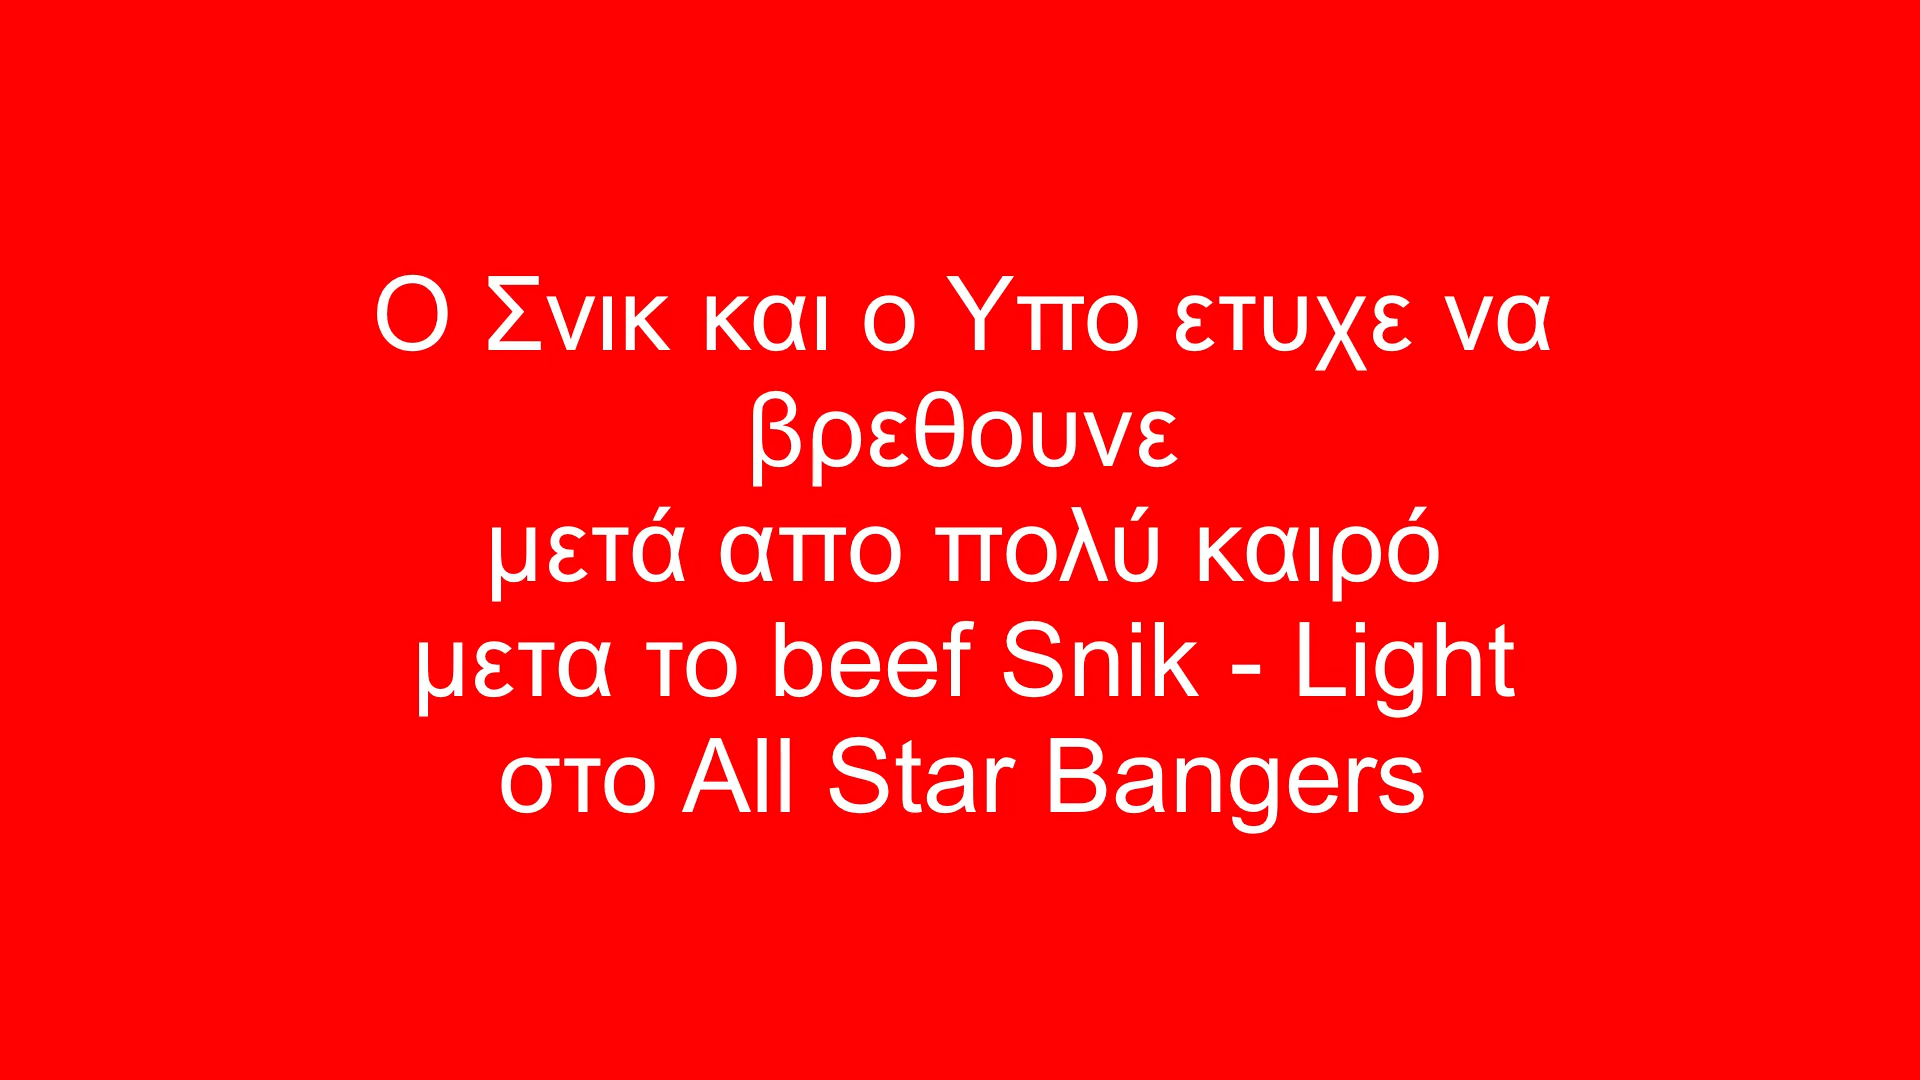 Ο Σνικ και ο Υπο ετυχε να
βρεθουνε
μετά απο πολύ καιρό
μετα το beef Snik - Light
στο All Star Bangers